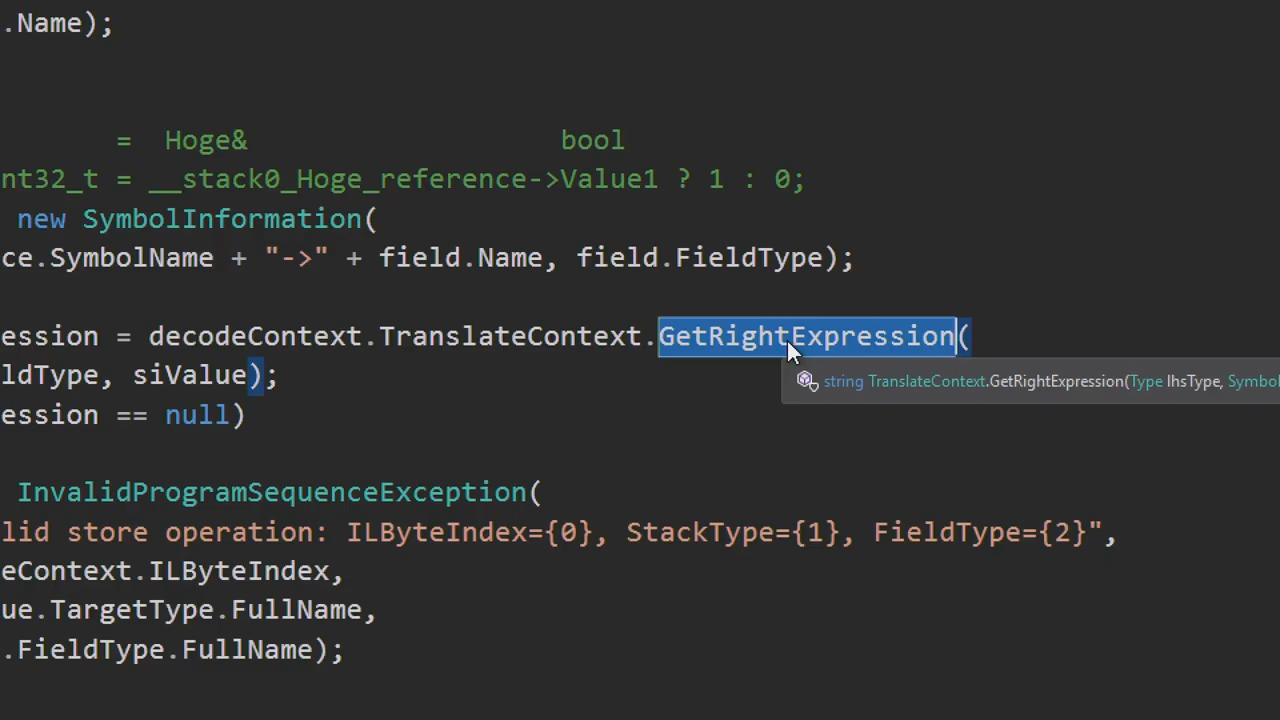 .Name);
= Hoge& bool
nt32_t = __stack0_Hoge_reference->Value1 ? 1 : 0;
new SymbolInformation(
ce.SymbolName + "->" + field.Name, field.FieldType);
ession = decodeContext.TranslateContext.GetRightExpression(
ldType, siValue);
string TranslateContext.GetRightExpression(Type lhsType, Symbol
ession == null)
InvalidProgramSequenceException(
lid store operation: ILByteIndex={0}, StackType={1}, FieldType={2}",
eContext.ILByteIndex,
ue.TargetType.FullName,
.FieldType.FullName);